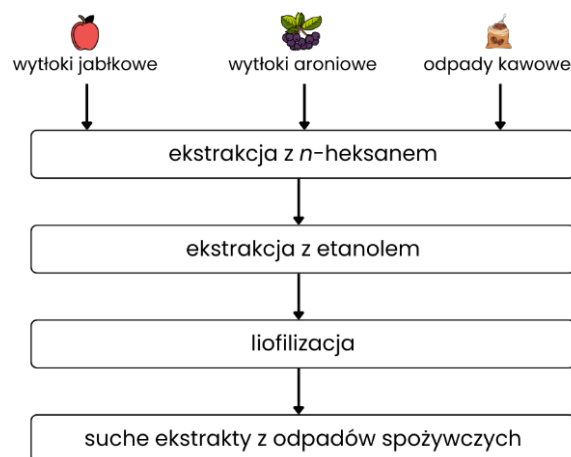 wytłoki jabłkowe
wytłoki aroniowe
odpady kawowe
ekstrakcja z n-heksanem
ekstrakcja z etanolem
liofilizacja
suche ekstrakty z odpadów spożywczych